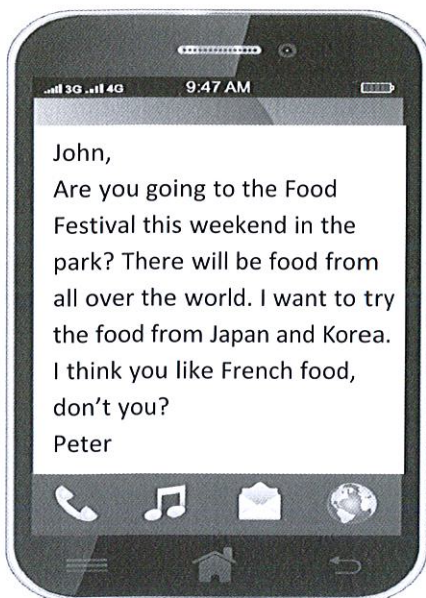 3G 4G 9:47 AM
John,
Are you going to the Food
Festival this weekend in the
park? There will be food from
all over the world. I want to try
the food from Japan and Korea.
I think you like French food,
don't you?
Peter